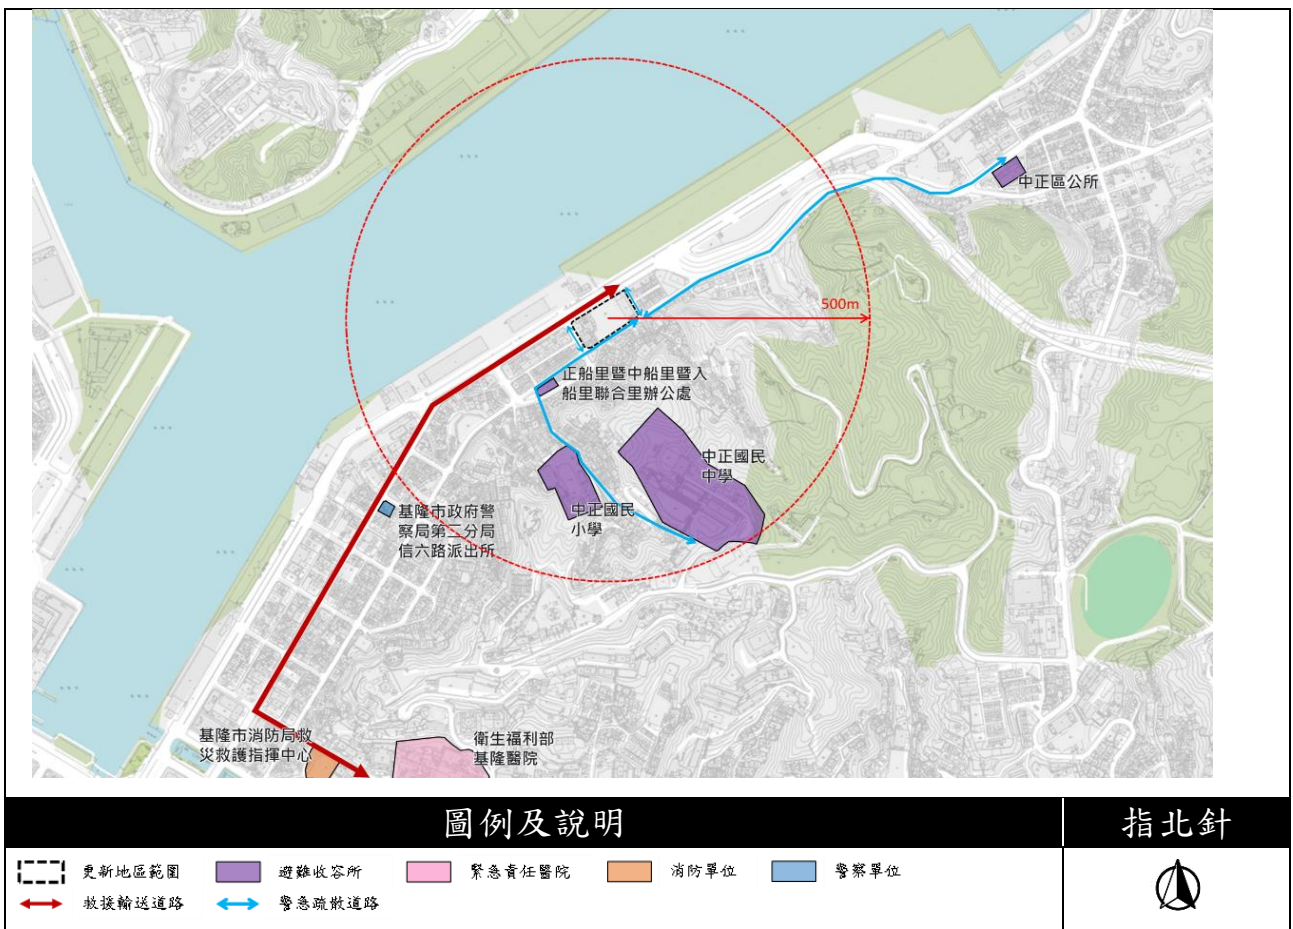 中正區公所
500m
正船里暨中船里暨入
船里聯合里辦公處
中正國民
中學
中正國民
小學
基隆市政府警
察局第二分局
信六路派出所
基隆市消防局救
災救護指揮中心
衛生福利部
基隆醫院
圖例及說明
指北針
更新地區範圍
避難收容所
緊急責任醫院
消防單位
警察單位
救援輸送道路
警急疏散道路